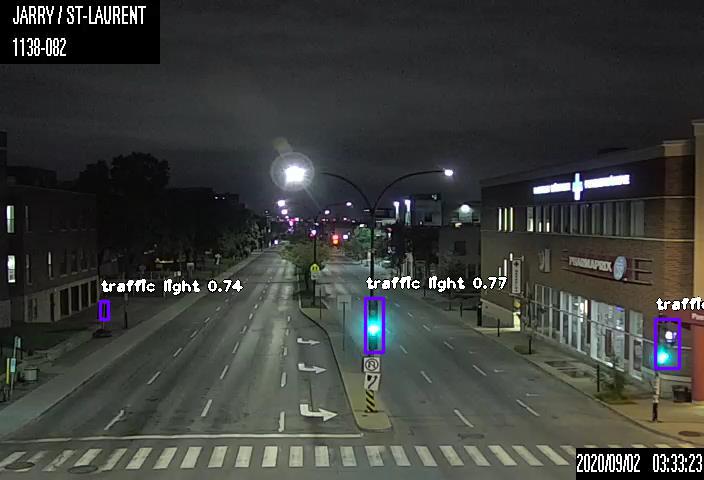 JARRY / ST-LAURENT
1138-082
traffic light 0.74
traffic light 0.77
traffic
PHARMAPRIX
2020/09/02 03:33:23